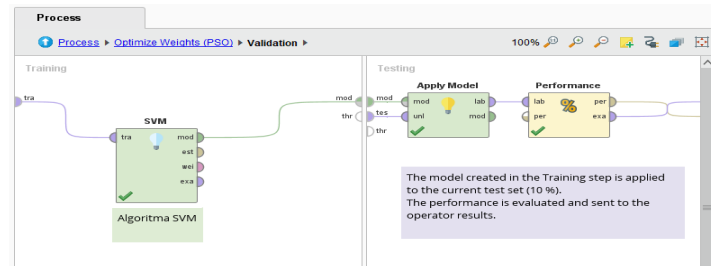 Process
Process ▸ Optimize Weights (PSO) ▸ Validation ▸
100%
Training
Testing
tra
SVM
tra
mod
est
wei
exa
Algoritma SVM
mod
thr
mod
tes
thr
Apply Model
mod
lab
unl
mod
Performance
lab
per
per
exa
The model created in the Training step is applied
to the current test set (10 %).
The performance is evaluated and sent to the
operator results.